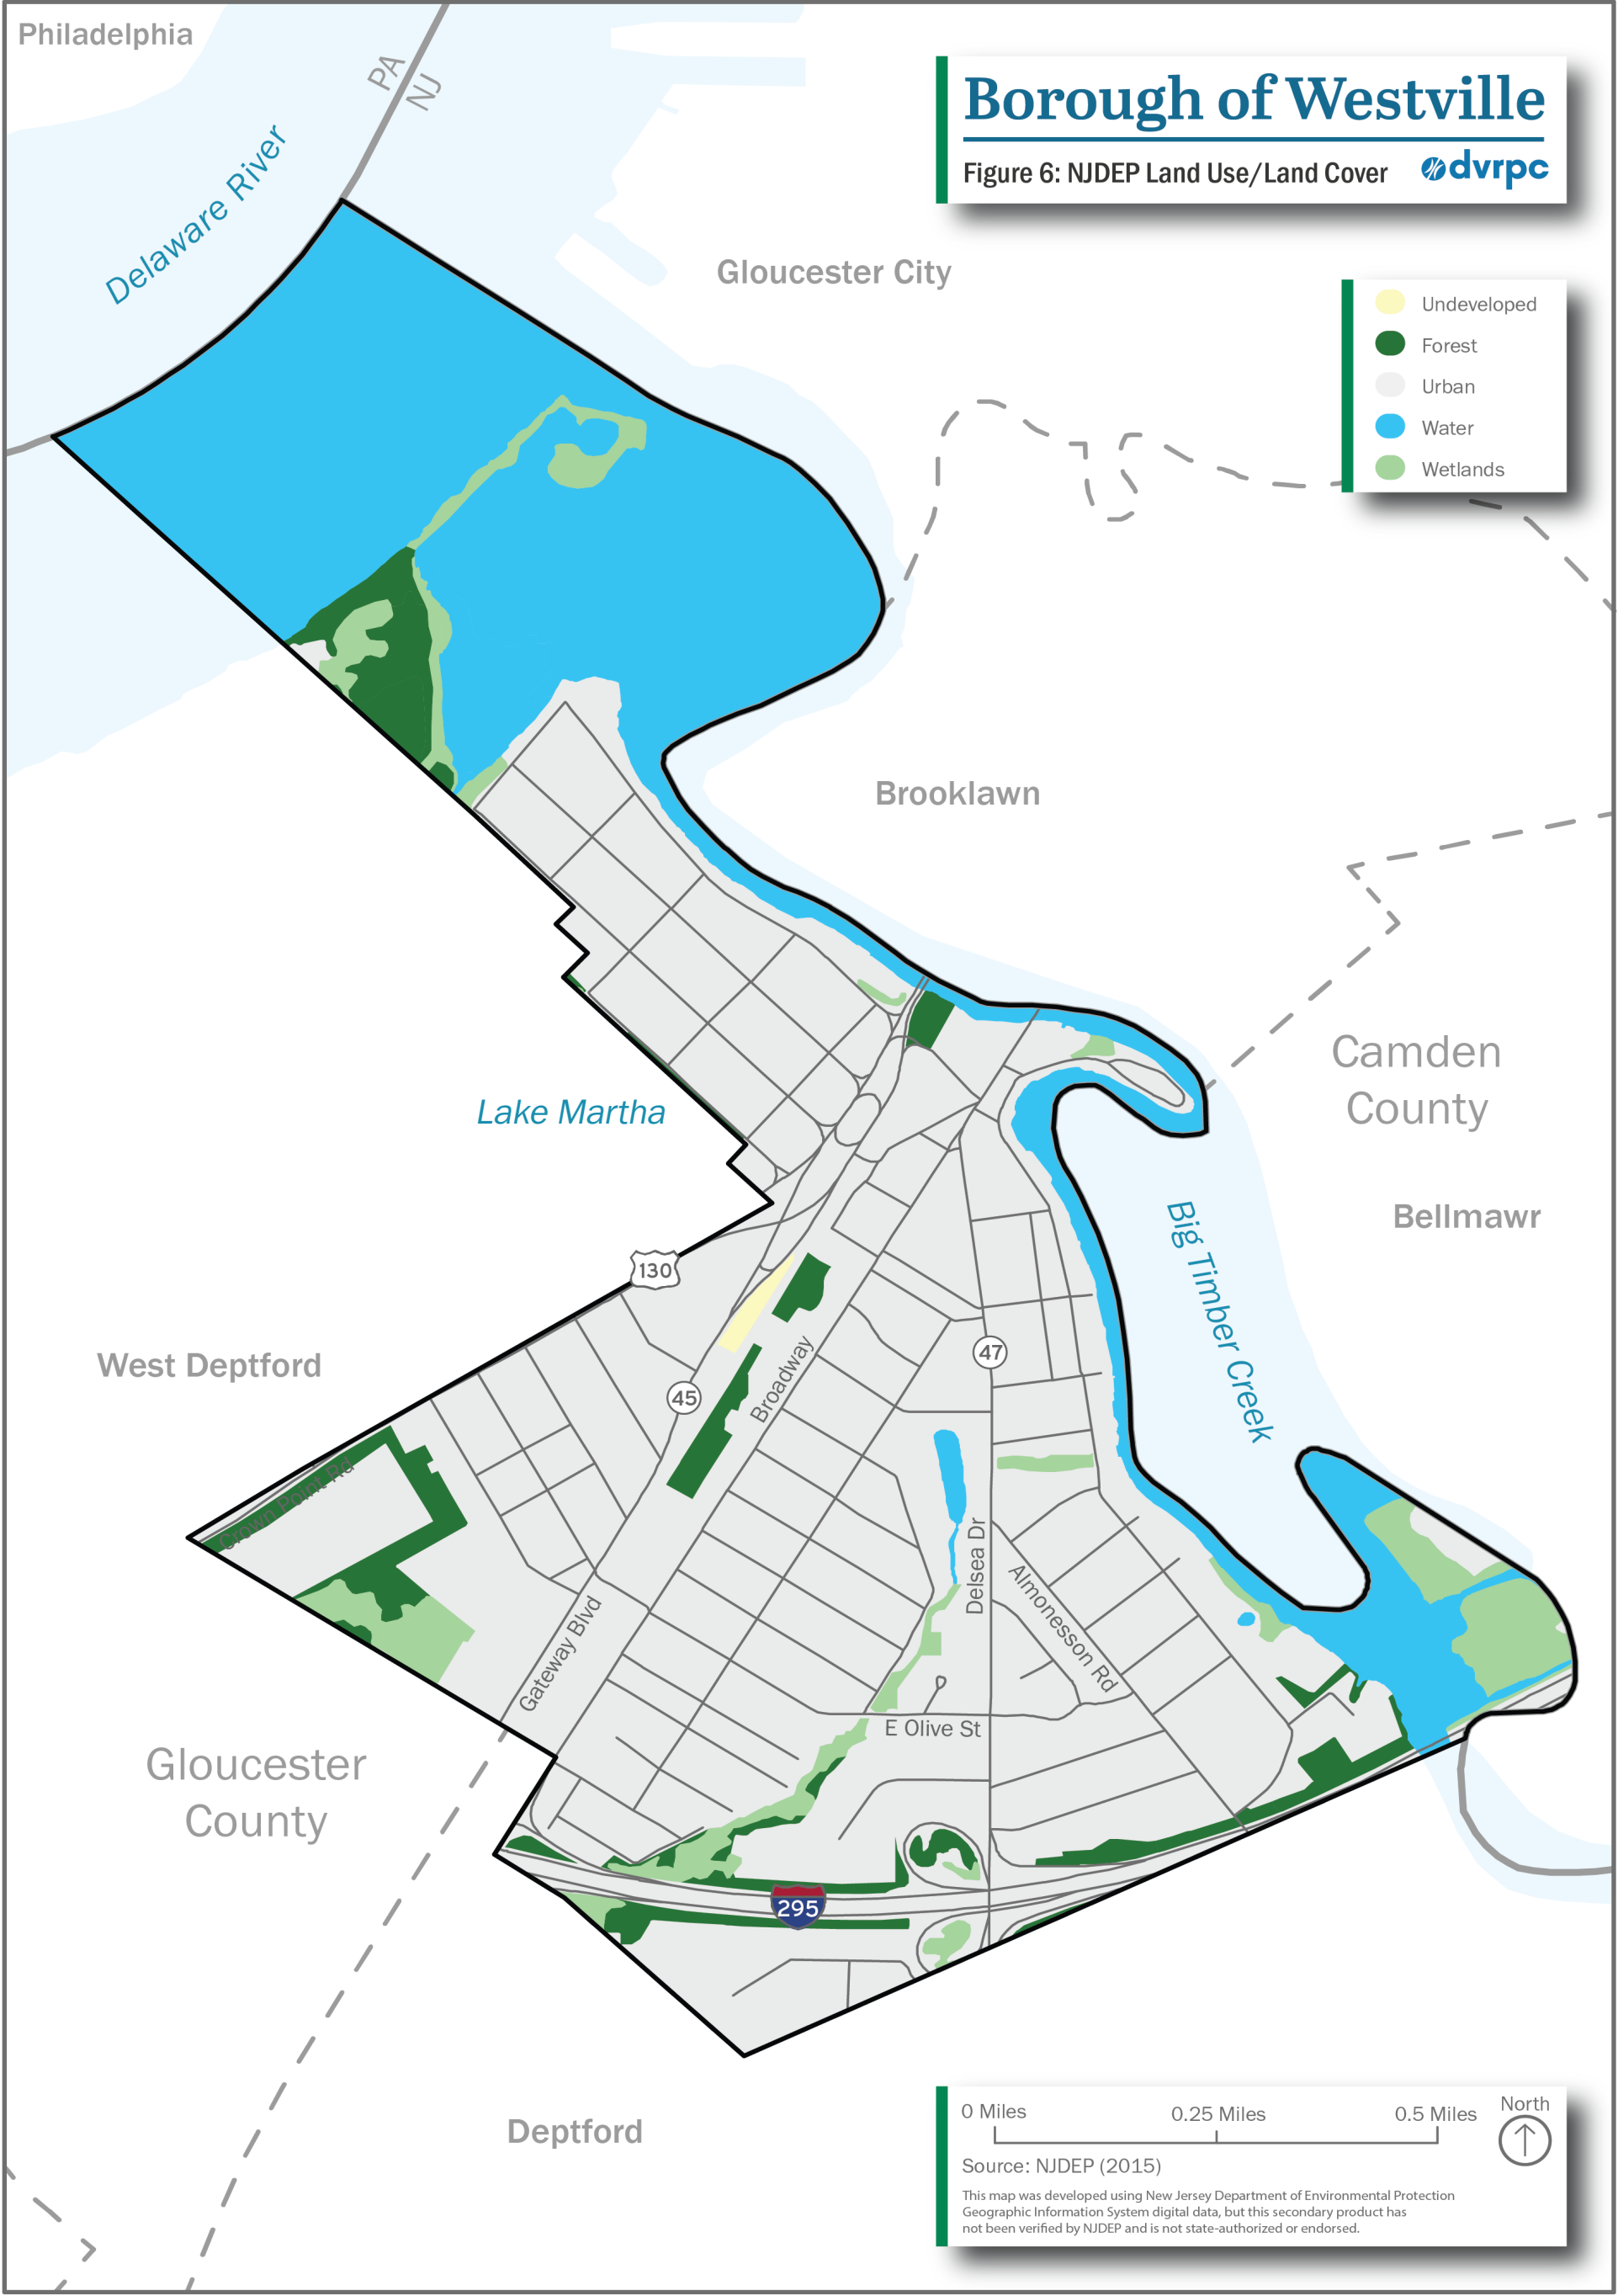 Philadelphia
PA
NJ
Delaware River
Borough of Westville
Figure 6: NJDEP Land Use/Land Cover
dvrpc
Gloucester City
Undeveloped
Forest
Urban
Water
Wetlands
Brooklawn
Camden
County
Lake Martha
Bellmawr
Big Timber Creek
130
West Deptford
47
45
Broadway
Crown Point Rd
Delsea Dr
Almonesson Rd
Gateway Blvd
E Olive St
Gloucester
County
295
Deptford
0 Miles
0.25 Miles
0.5 Miles
North
Source: NJDEP (2015)
This map was developed using New Jersey Department of Environmental Protection
Geographic Information System digital data, but this secondary product has
not been verified by NJDEP and is not state-authorized or endorsed.